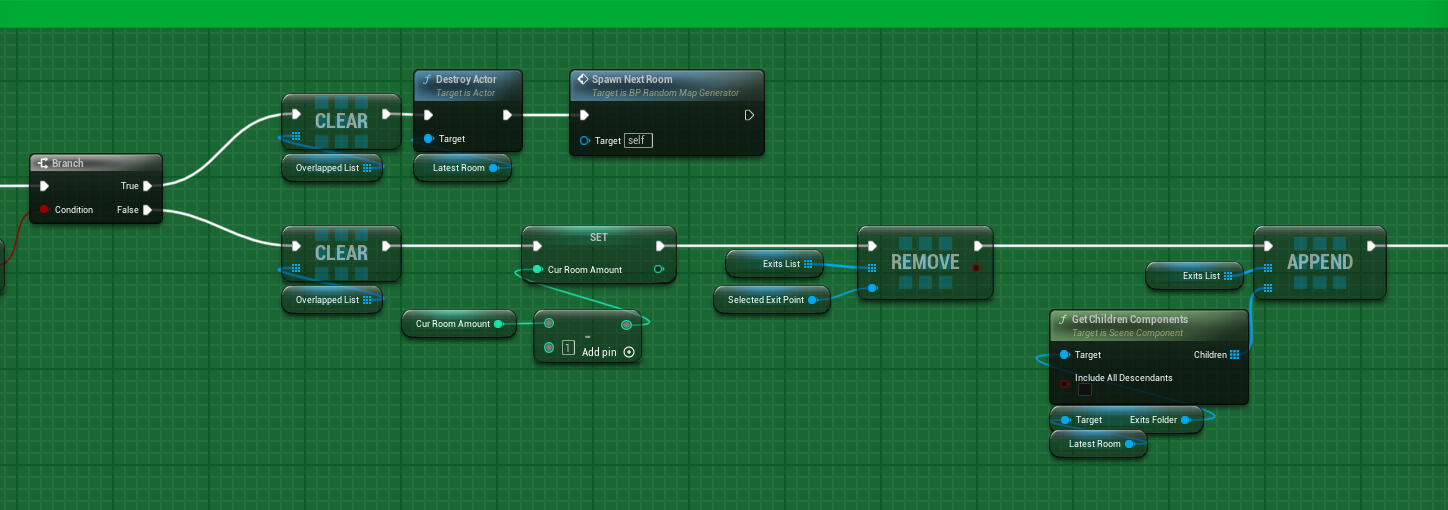 Destroy Actor
Target is Actor
Spawn Next Room
Target is BP Random Map Generator
CLEAR
Target
Target self
Overlapped List
Latest Room
Branch
True
Condition
False
CLEAR
Overlapped List
SET
Cur Room Amount
Cur Room Amount
-
1
Add pin
Exits List
Selected Exit Point
REMOVE
Exits List
APPEND
Get Children Components
Target is Scene Component
Target
Children
Include All Descendants
Target
Exits Folder
Latest Room